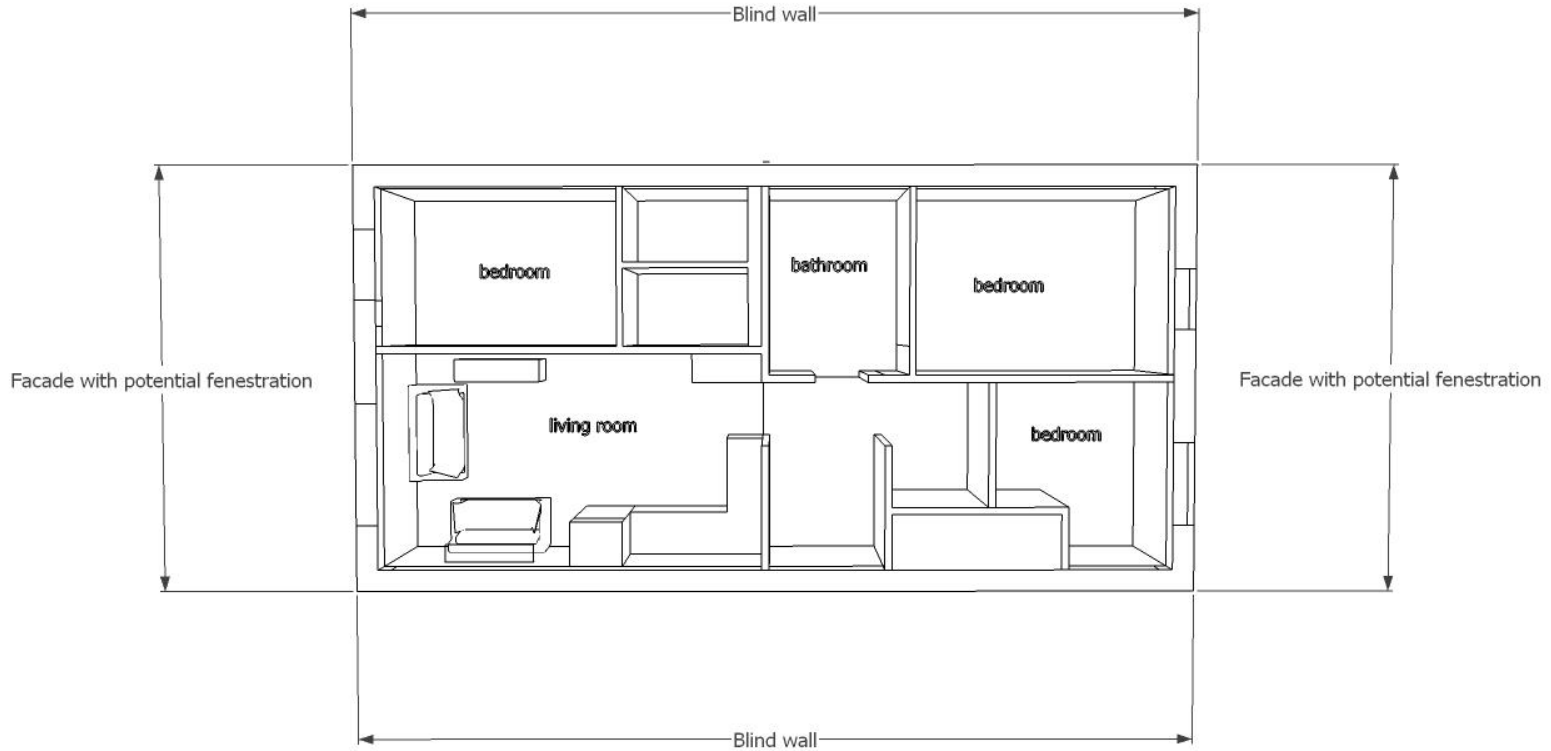 Blind wall
bedroom
bathroom
bedroom
Facade with potential fenestration
living room
bedroom
Facade with potential fenestration
Blind wall